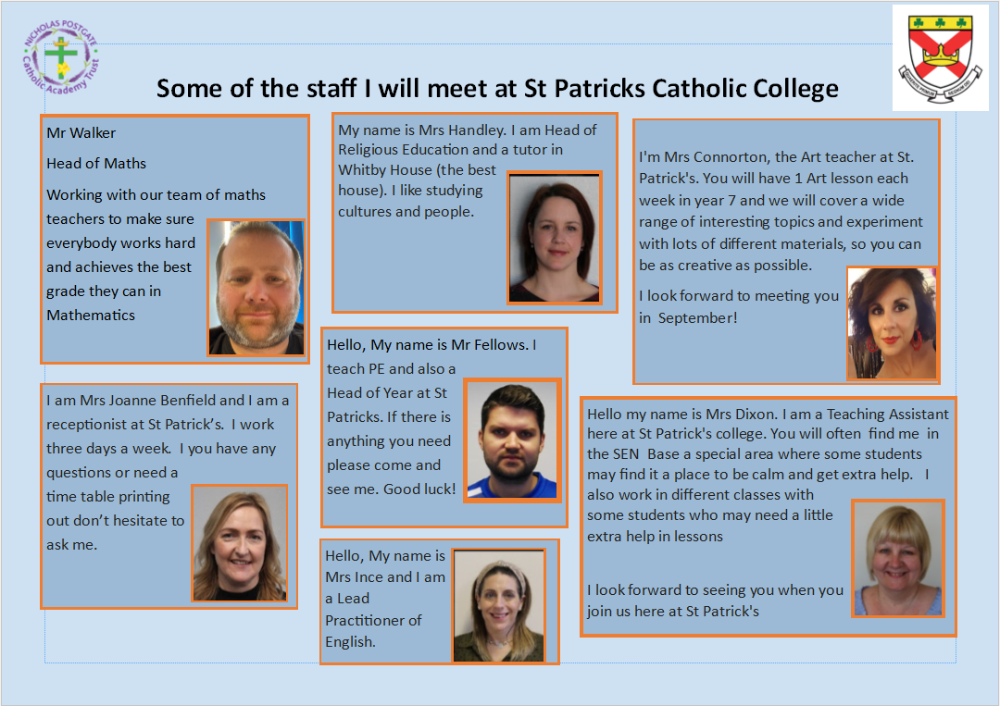 NICHOLAS POSTGATE
Catholic Academy Trust
Some of the staff I will meet at St Patricks Catholic College
Mr Walker
Head of Maths
Working with our team of maths
teachers to make sure
everybody works hard
and achieves the best
grade they can in
Mathematics
My name is Mrs Handley. I am Head of
Religious Education and a tutor in
Whitby House (the best
house). I like studying
cultures and people.
I'm Mrs Connorton, the Art teacher at St.
Patrick's. You will have 1 Art lesson each
week in year 7 and we will cover a wide
range of interesting topics and experiment
with lots of different materials, so you can
be as creative as possible.
I look forward to meeting you
in September!
Hello, My name is Mr Fellows. I
teach PE and also a
Head of Year at St
Patricks. If there is
anything you need
please come and
see me. Good luck!
I am Mrs Joanne Benfield and I am a
receptionist at St Patrick’s. I work
three days a week. I you have any
questions or need a
time table printing
out don’t hesitate to
ask me.
Hello my name is Mrs Dixon. I am a Teaching Assistant
here at St Patrick's college. You will often find me in
the SEN Base a special area where some students
may find it a place to be calm and get extra help. I
also work in different classes with
some students who may need a little
extra help in lessons
I look forward to seeing you when you
join us here at St Patrick's
Hello, My name is
Mrs Ince and I am
a Lead
Practitioner of
English.